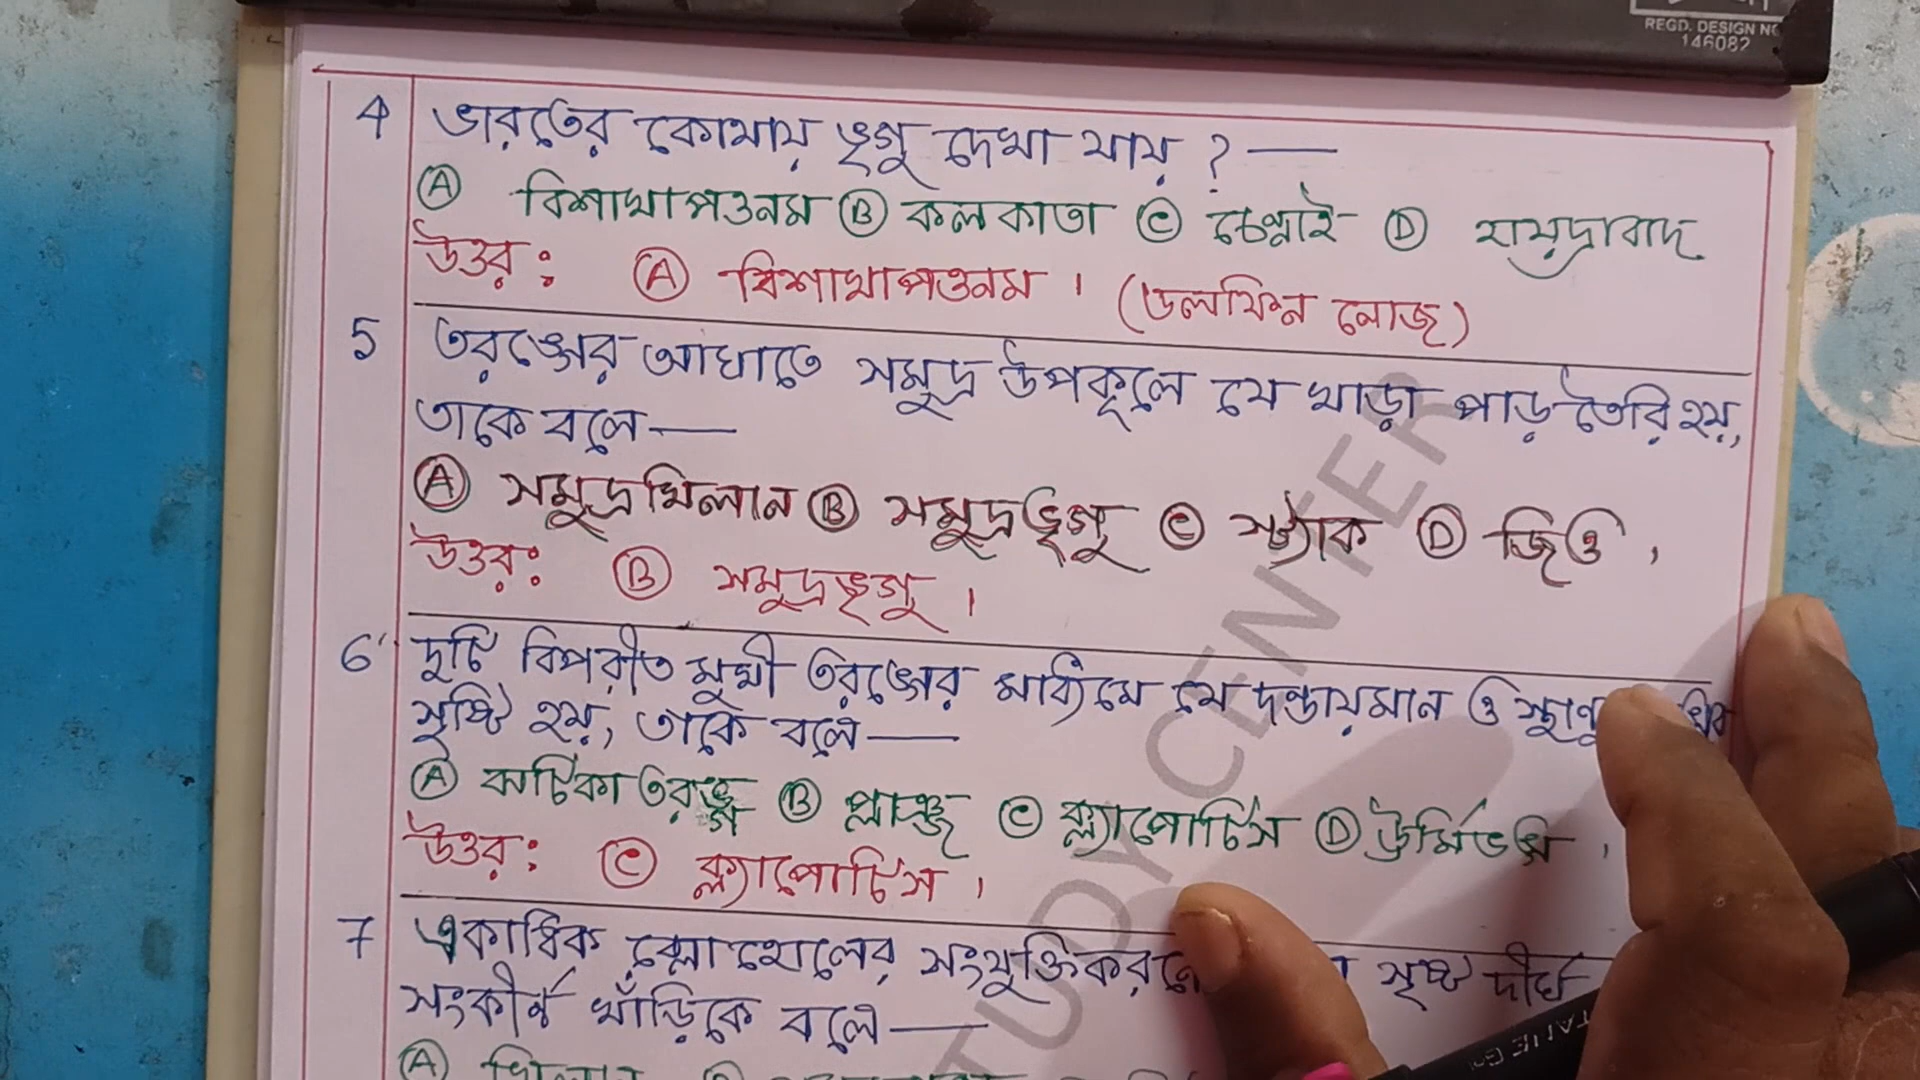 REGD. DESIGN NO
146082
4 ভারতের কোথায় ভৃগু দেখা যায় ? —
Ⓐ বিশাখাপত্তনম Ⓑ কলকাতা Ⓒ চেন্নাই Ⓓ হায়দ্রাবাদ
উত্তর : Ⓐ বিশাখাপত্তনম । (ডলফিন নোজ)
5 তরঙ্গের আঘাতে সমুদ্র উপকূলে যে খাড়া পাড় তৈরি হয়,
তাকে বলে —
Ⓐ সমুদ্রখিলান Ⓑ সমুদ্রভৃগু Ⓒ স্ট্যাক Ⓓ জিও ।
উত্তর : Ⓑ সমুদ্রভৃগু ।
6 দুটি বিপরীত মুখী তরঙ্গের মাধ্যিমে যে দন্ডায়মান ও স্থাণু
সৃষ্টি হয়, তাকে বলে —
Ⓐ ঝটিকা তরঙ্গ Ⓑ প্লাঞ্জ Ⓒ ক্ল্যাপোটিস Ⓓ ঊর্মিভঙ্গ ।
উত্তর : Ⓒ ক্ল্যাপোটিস ।
7 একাধিক ব্লোহোলের সংযুক্তিকরণে সৃষ্ট দীর্ঘ
সংকীর্ণ খাঁড়িকে বলে —
Ⓐ
STUDY CENTER